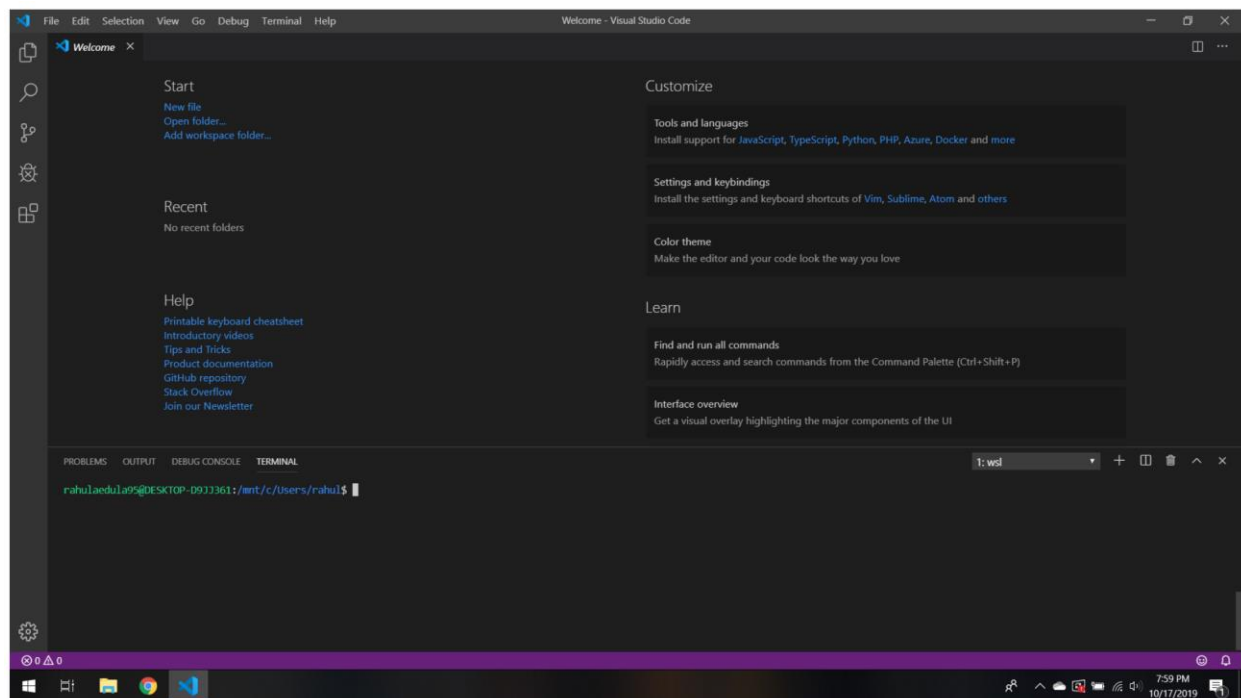 File Edit Selection View Go Debug Terminal Help
Welcome - Visual Studio Code
Welcome
Start
New file
Open folder...
Add workspace folder...
Recent
No recent folders
Help
Printable keyboard cheatsheet
Introductory videos
Tips and Tricks
Product documentation
GitHub repository
Stack Overflow
Join our Newsletter
Customize
Tools and languages
Install support for JavaScript, TypeScript, Python, PHP, Azure, Docker and more
Settings and keybindings
Install the settings and keyboard shortcuts of Vim, Sublime, Atom and others
Color theme
Make the editor and your code look the way you love
Learn
Find and run all commands
Rapidly access and search commands from the Command Palette (Ctrl+Shift+P)
Interface overview
Get a visual overlay highlighting the major components of the UI
PROBLEMS OUTPUT DEBUG CONSOLE TERMINAL
1: wsl
rahulaedula95@DESKTOP-D9JJ361:/mnt/c/Users/rahul$
0 0
7:59 PM
10/17/2019
1